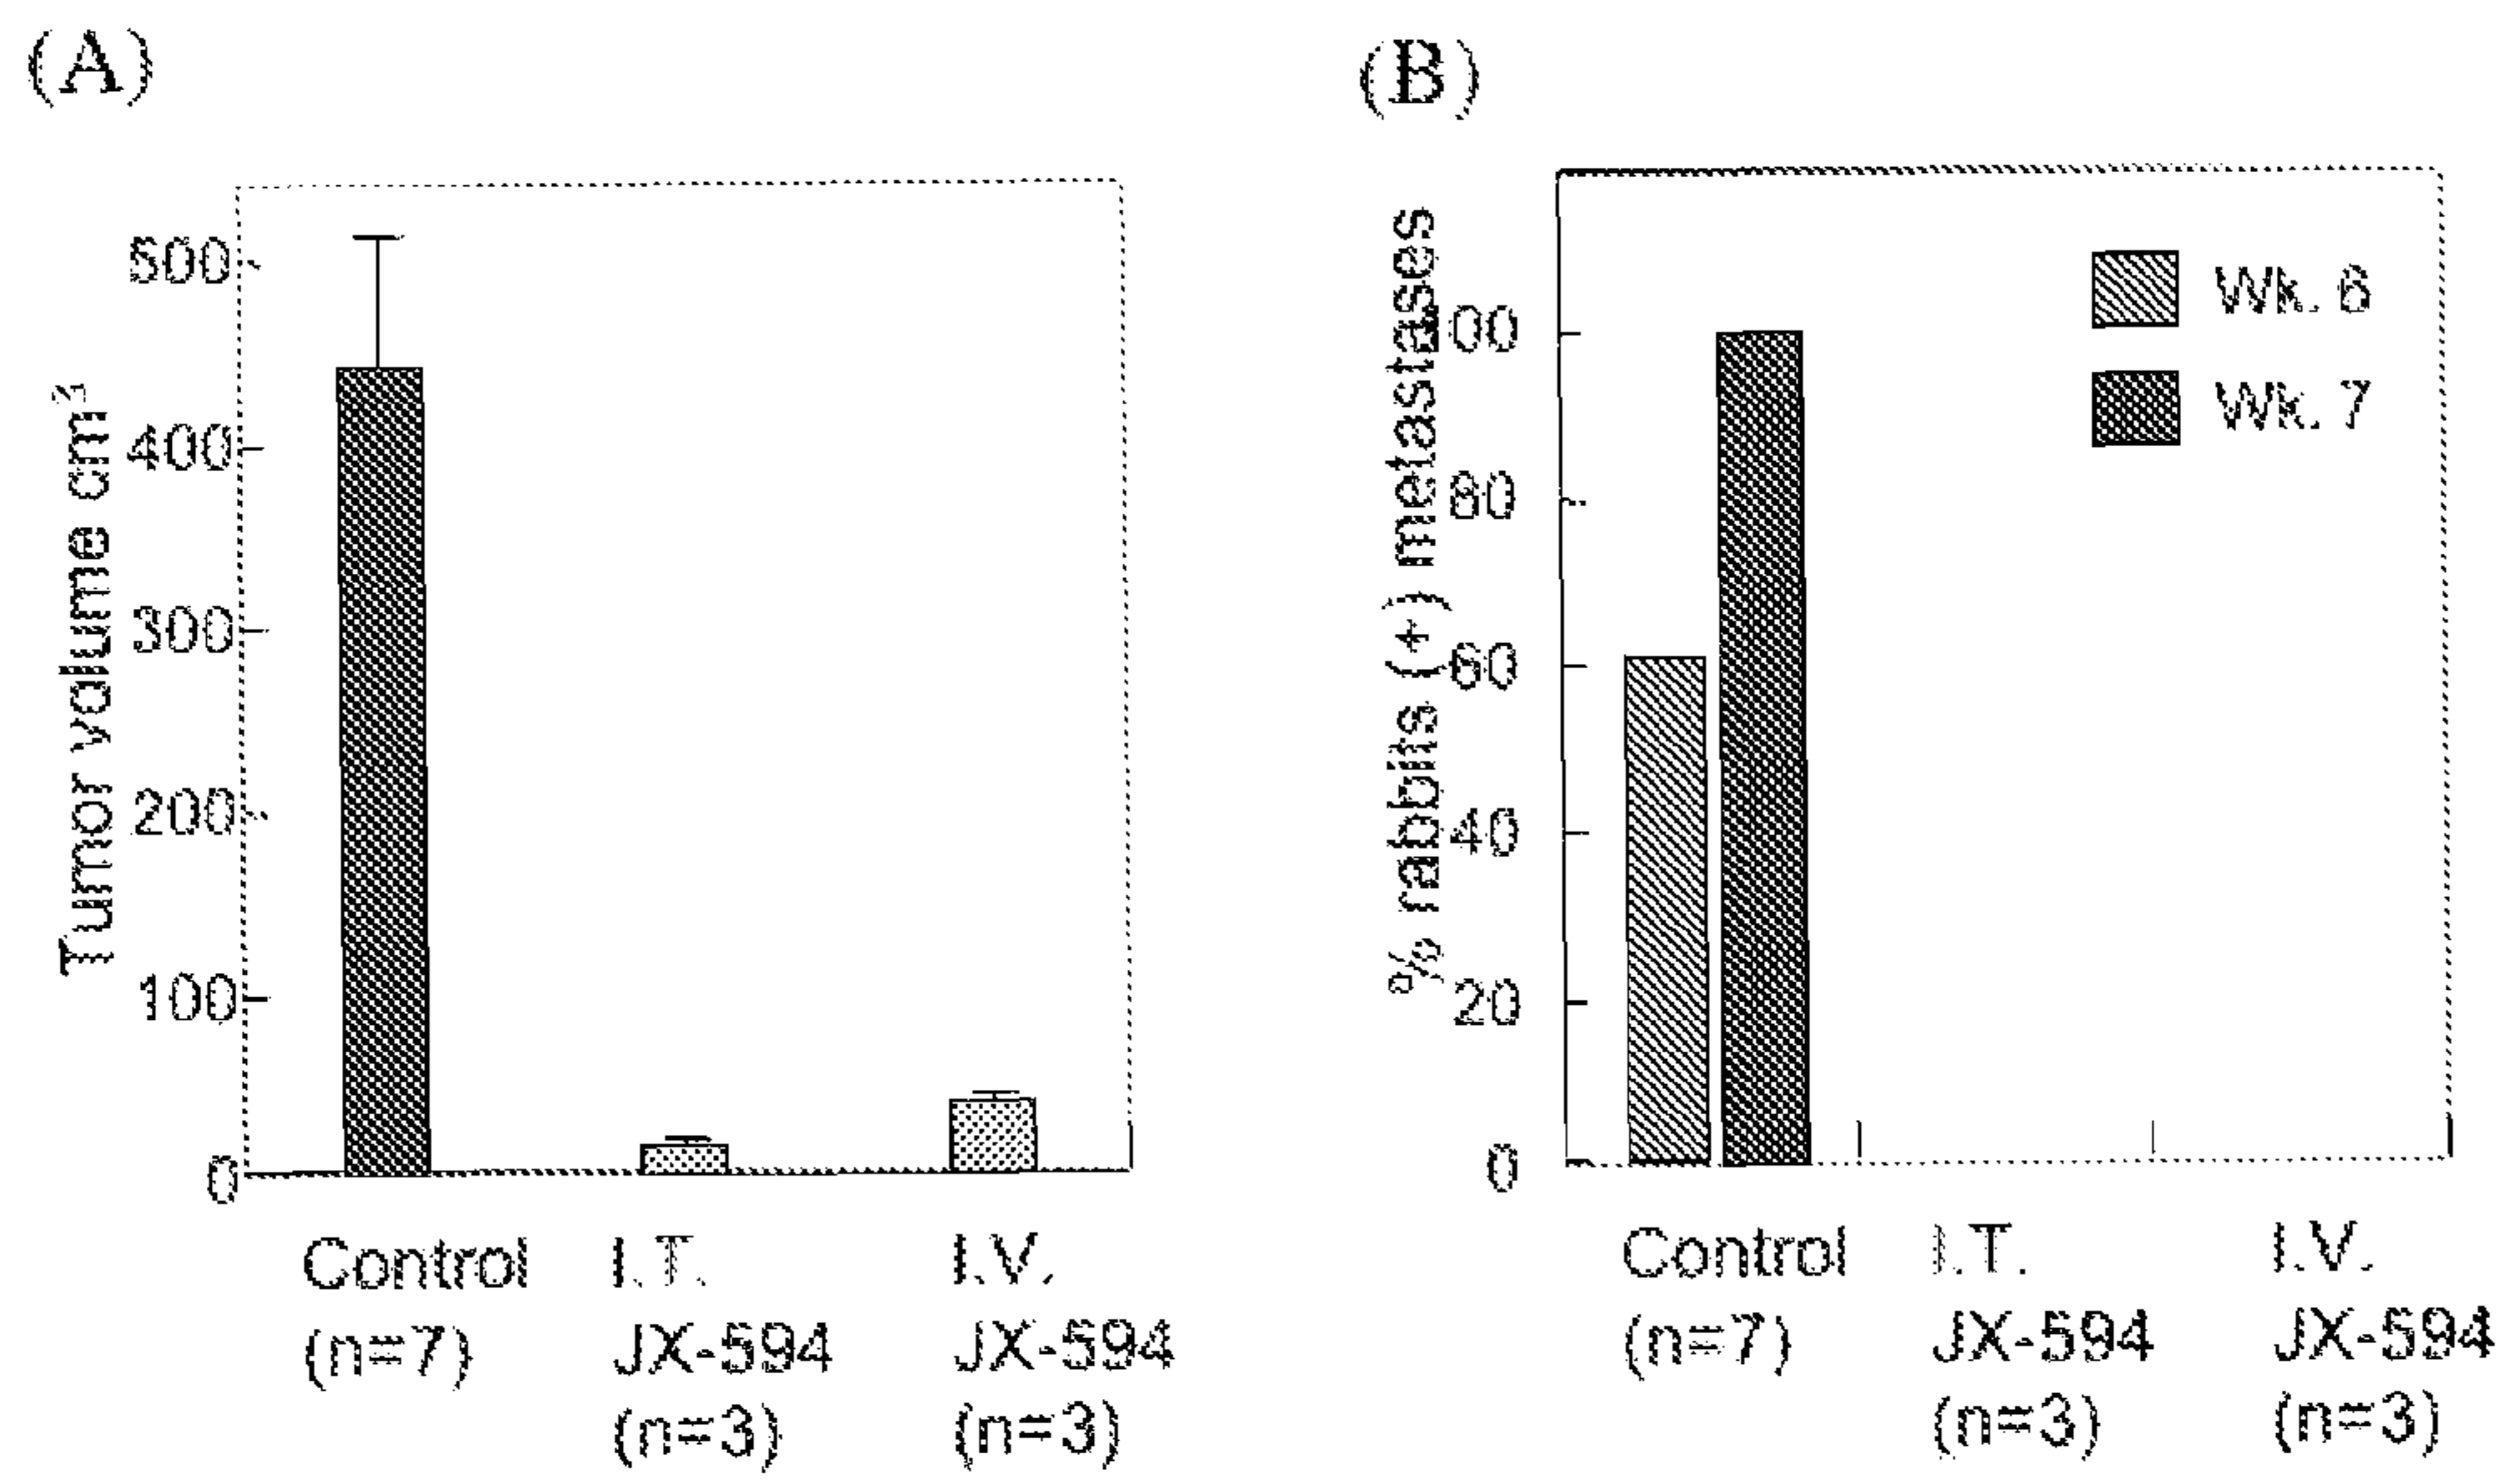 (A)
Tumor volume cm
500
400
300
200
100
0
Control
(n=7)
I.T.
JX-594
(n=3)
I.V.
JX-594
(n=3)
(B)
% rabbits (+) metastases
100
80
60
40
20
0
Wk. 6
Wk. 7
Control
(n=7)
I.T.
JX-594
(n=3)
I.V.
JX-594
(n=3)